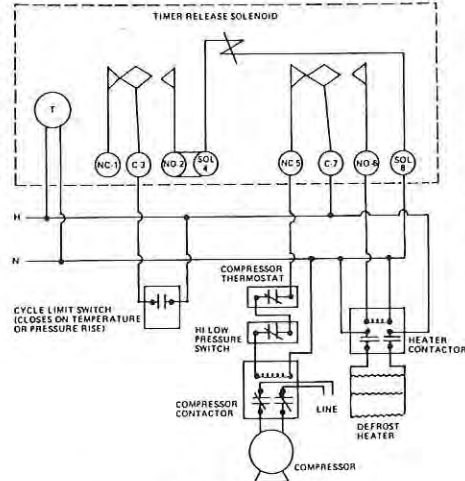 TIMER RELEASE SOLENOID
T
NC-1
C-3
NO-2
SOL
4
NC 5
C-7
NO-6
SOL
8
H
N
COMPRESSOR
THERMOSTAT
CYCLE LIMIT SWITCH
(CLOSES ON TEMPERATURE
OR PRESSURE RISE)
HI LOW
PRESSURE
SWITCH
HEATER
CONTACTOR
COMPRESSOR
CONTACTOR
LINE
DEFROST
HEATER
COMPRESSOR